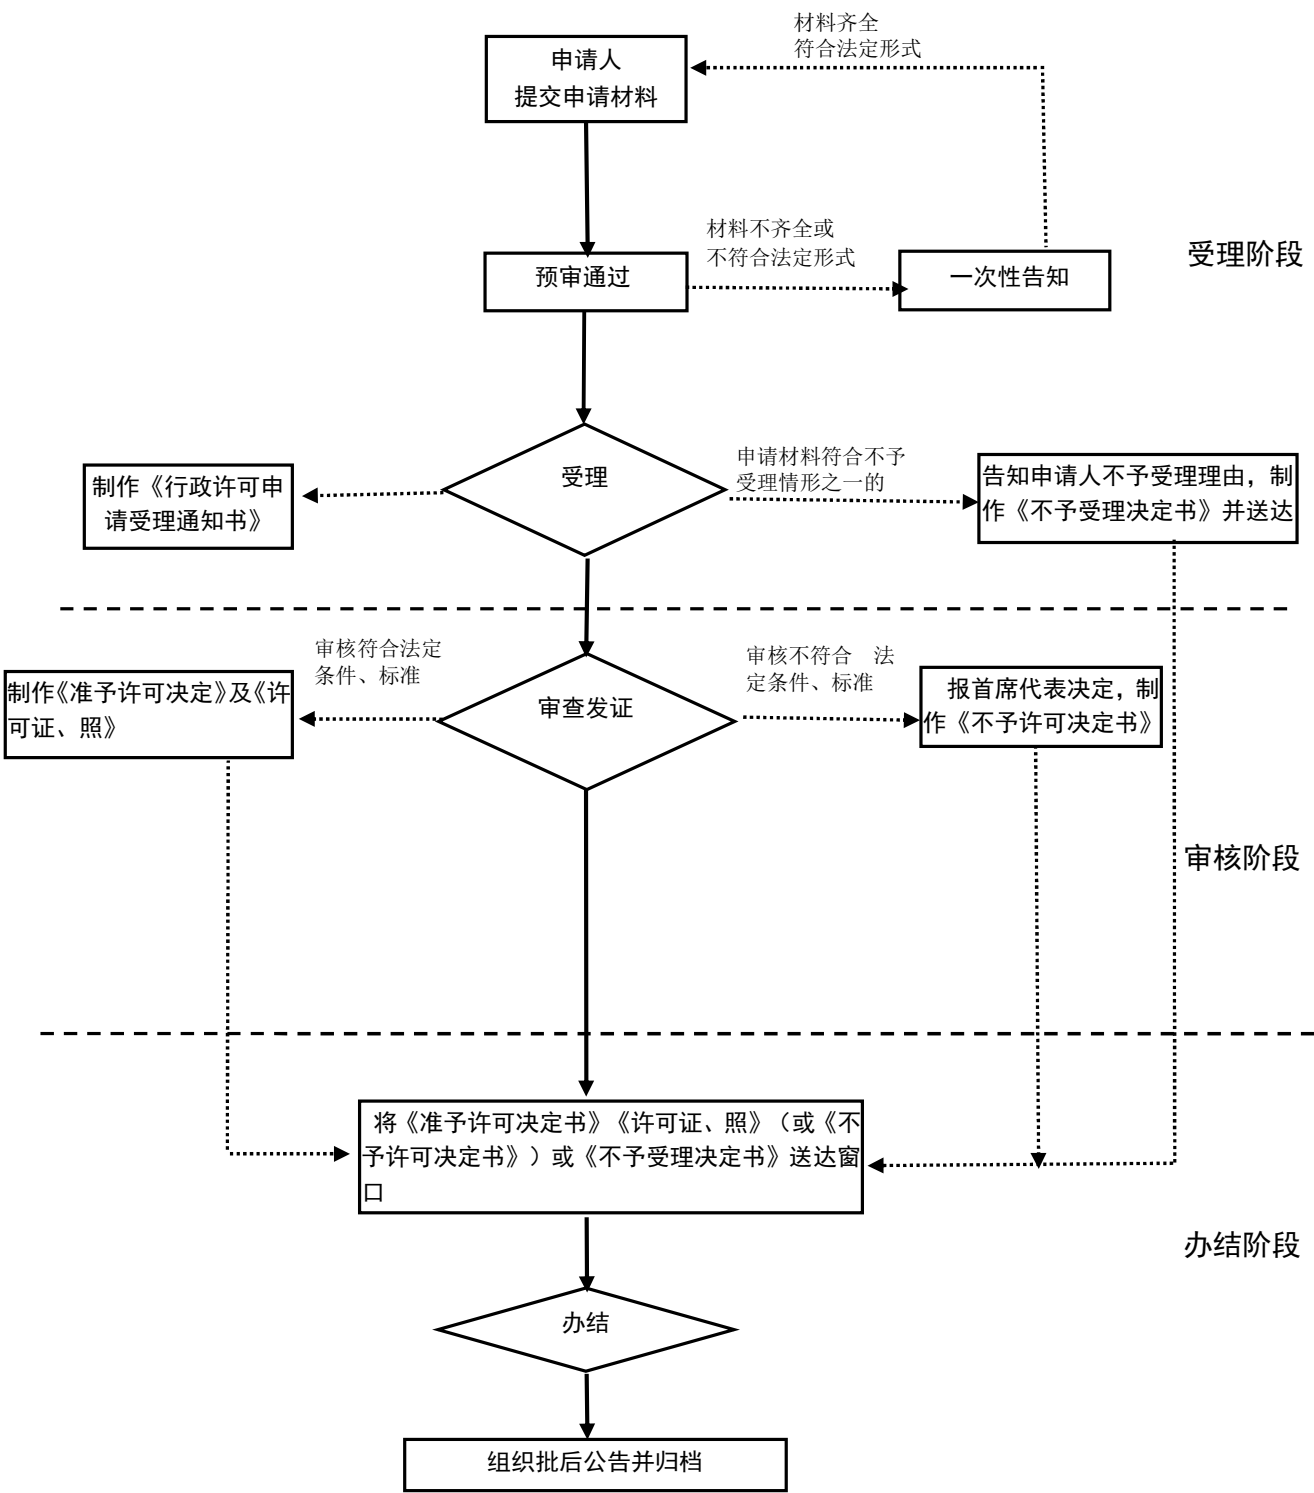 材料齐全
符合法定形式
申请人
提交申请材料
材料不齐全或
不符合法定形式
受理阶段
预审通过
一次性告知
申请材料符合不予
受理情形之一的
受理
制作《行政许可申
请受理通知书》
告知申请人不予受理理由，制
作《不予受理决定书》并送达
审核符合法定
条件、标准
审核不符合 法
定条件、标准
制作《准予许可决定》及《许
可证、照》
审查发证
报首席代表决定，制
作《不予许可决定书》
审核阶段
将《准予许可决定书》《许可证、照》（或《不
予许可决定书》）或《不予受理决定书》送达窗
口
办结阶段
办结
组织批后公告并归档